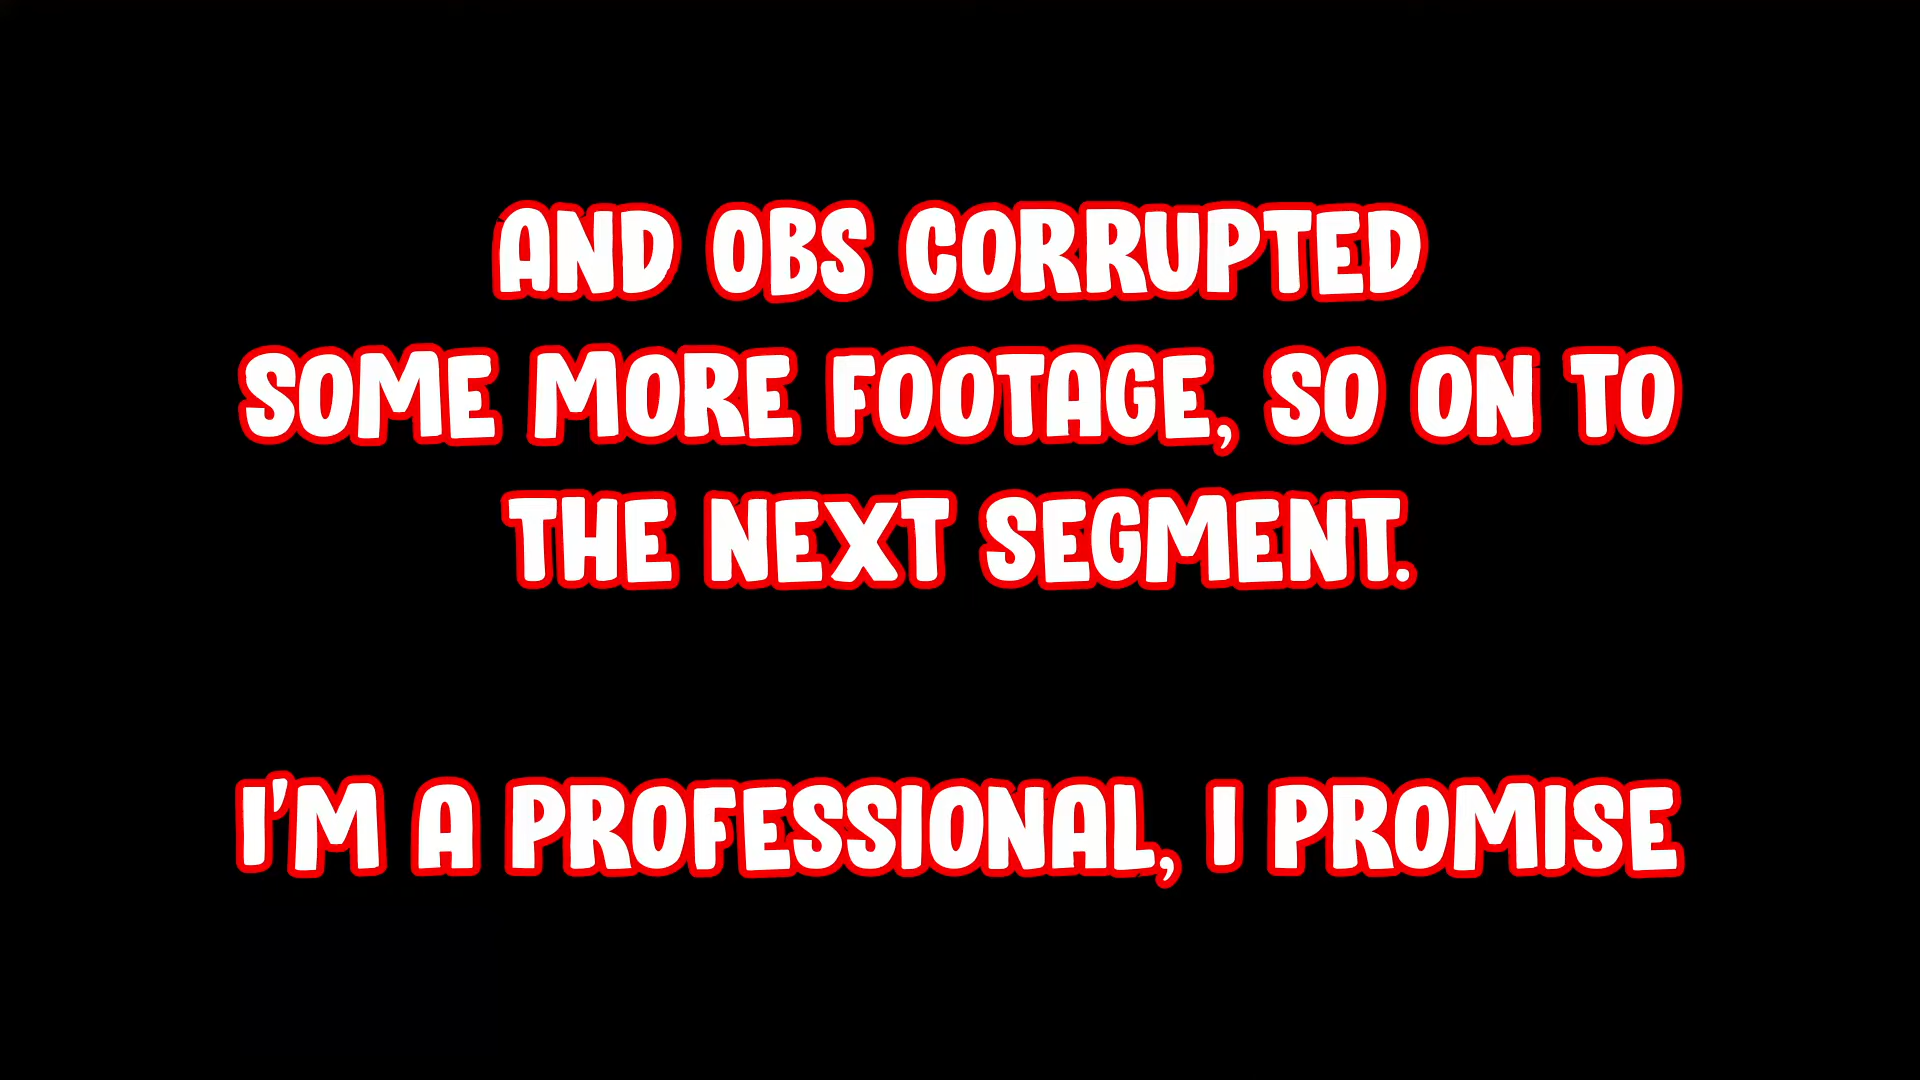 AND OBS CORRUPTED
SOME MORE FOOTAGE, SO ON TO
THE NEXT SEGMENT.
I'M A PROFESSIONAL, I PROMISE